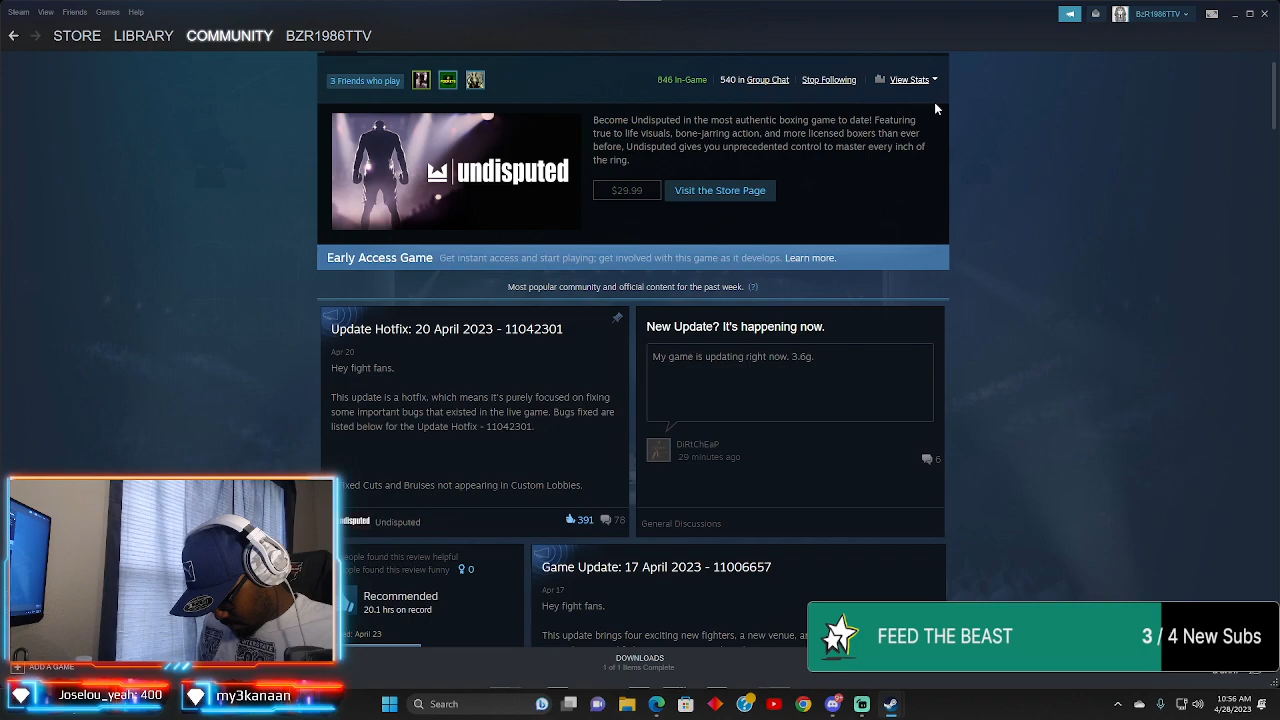 Steam View Friends Games Help
BZR1986TTV
STORE LIBRARY COMMUNITY BZR1986TTV
3 Friends who play
846 In-Game 540 in Group Chat Stop Following View Stats
undisputed
Become Undisputed in the most authentic boxing game to date! Featuring
true to life visuals, bone-jarring action, and more licensed boxers than ever
before, Undisputed gives you unprecedented control to master every inch of
the ring.
$29.99 Visit the Store Page
Early Access Game Get instant access and start playing; get involved with this game as it develops. Learn more.
Most popular community and official content for the past week. (?)
Update Hotfix: 20 April 2023 - 11042301
Apr 20
Hey fight fans.
This update is a hotfix, which means it's purely focused on fixing
some important bugs that existed in the live game. Bugs fixed are
listed below for the Update Hotfix - 11042301.
ixed Cuts and Bruises not appearing in Custom Lobbies.
undisputed Undisputed 391 78
New Update? It's happening now.
My game is updating right now. 3.6g.
DiRtChEaP
29 minutes ago
6
General Discussions
people found this review helpful
people found this review funny 0
Recommended
20.1 hrs on record
ed: April 23
Game Update: 17 April 2023 - 11006657
Apr 1
Hey fight fans.
This update brings four exciting new fighters, a new venue, ar
FEED THE BEAST 3 / 4 New Subs
DOWNLOADS
1 of 1 Items Complete
ADD A GAME
Joselou_yeah: 400 my3kanaan
Search
10:56 AM
4/28/2023